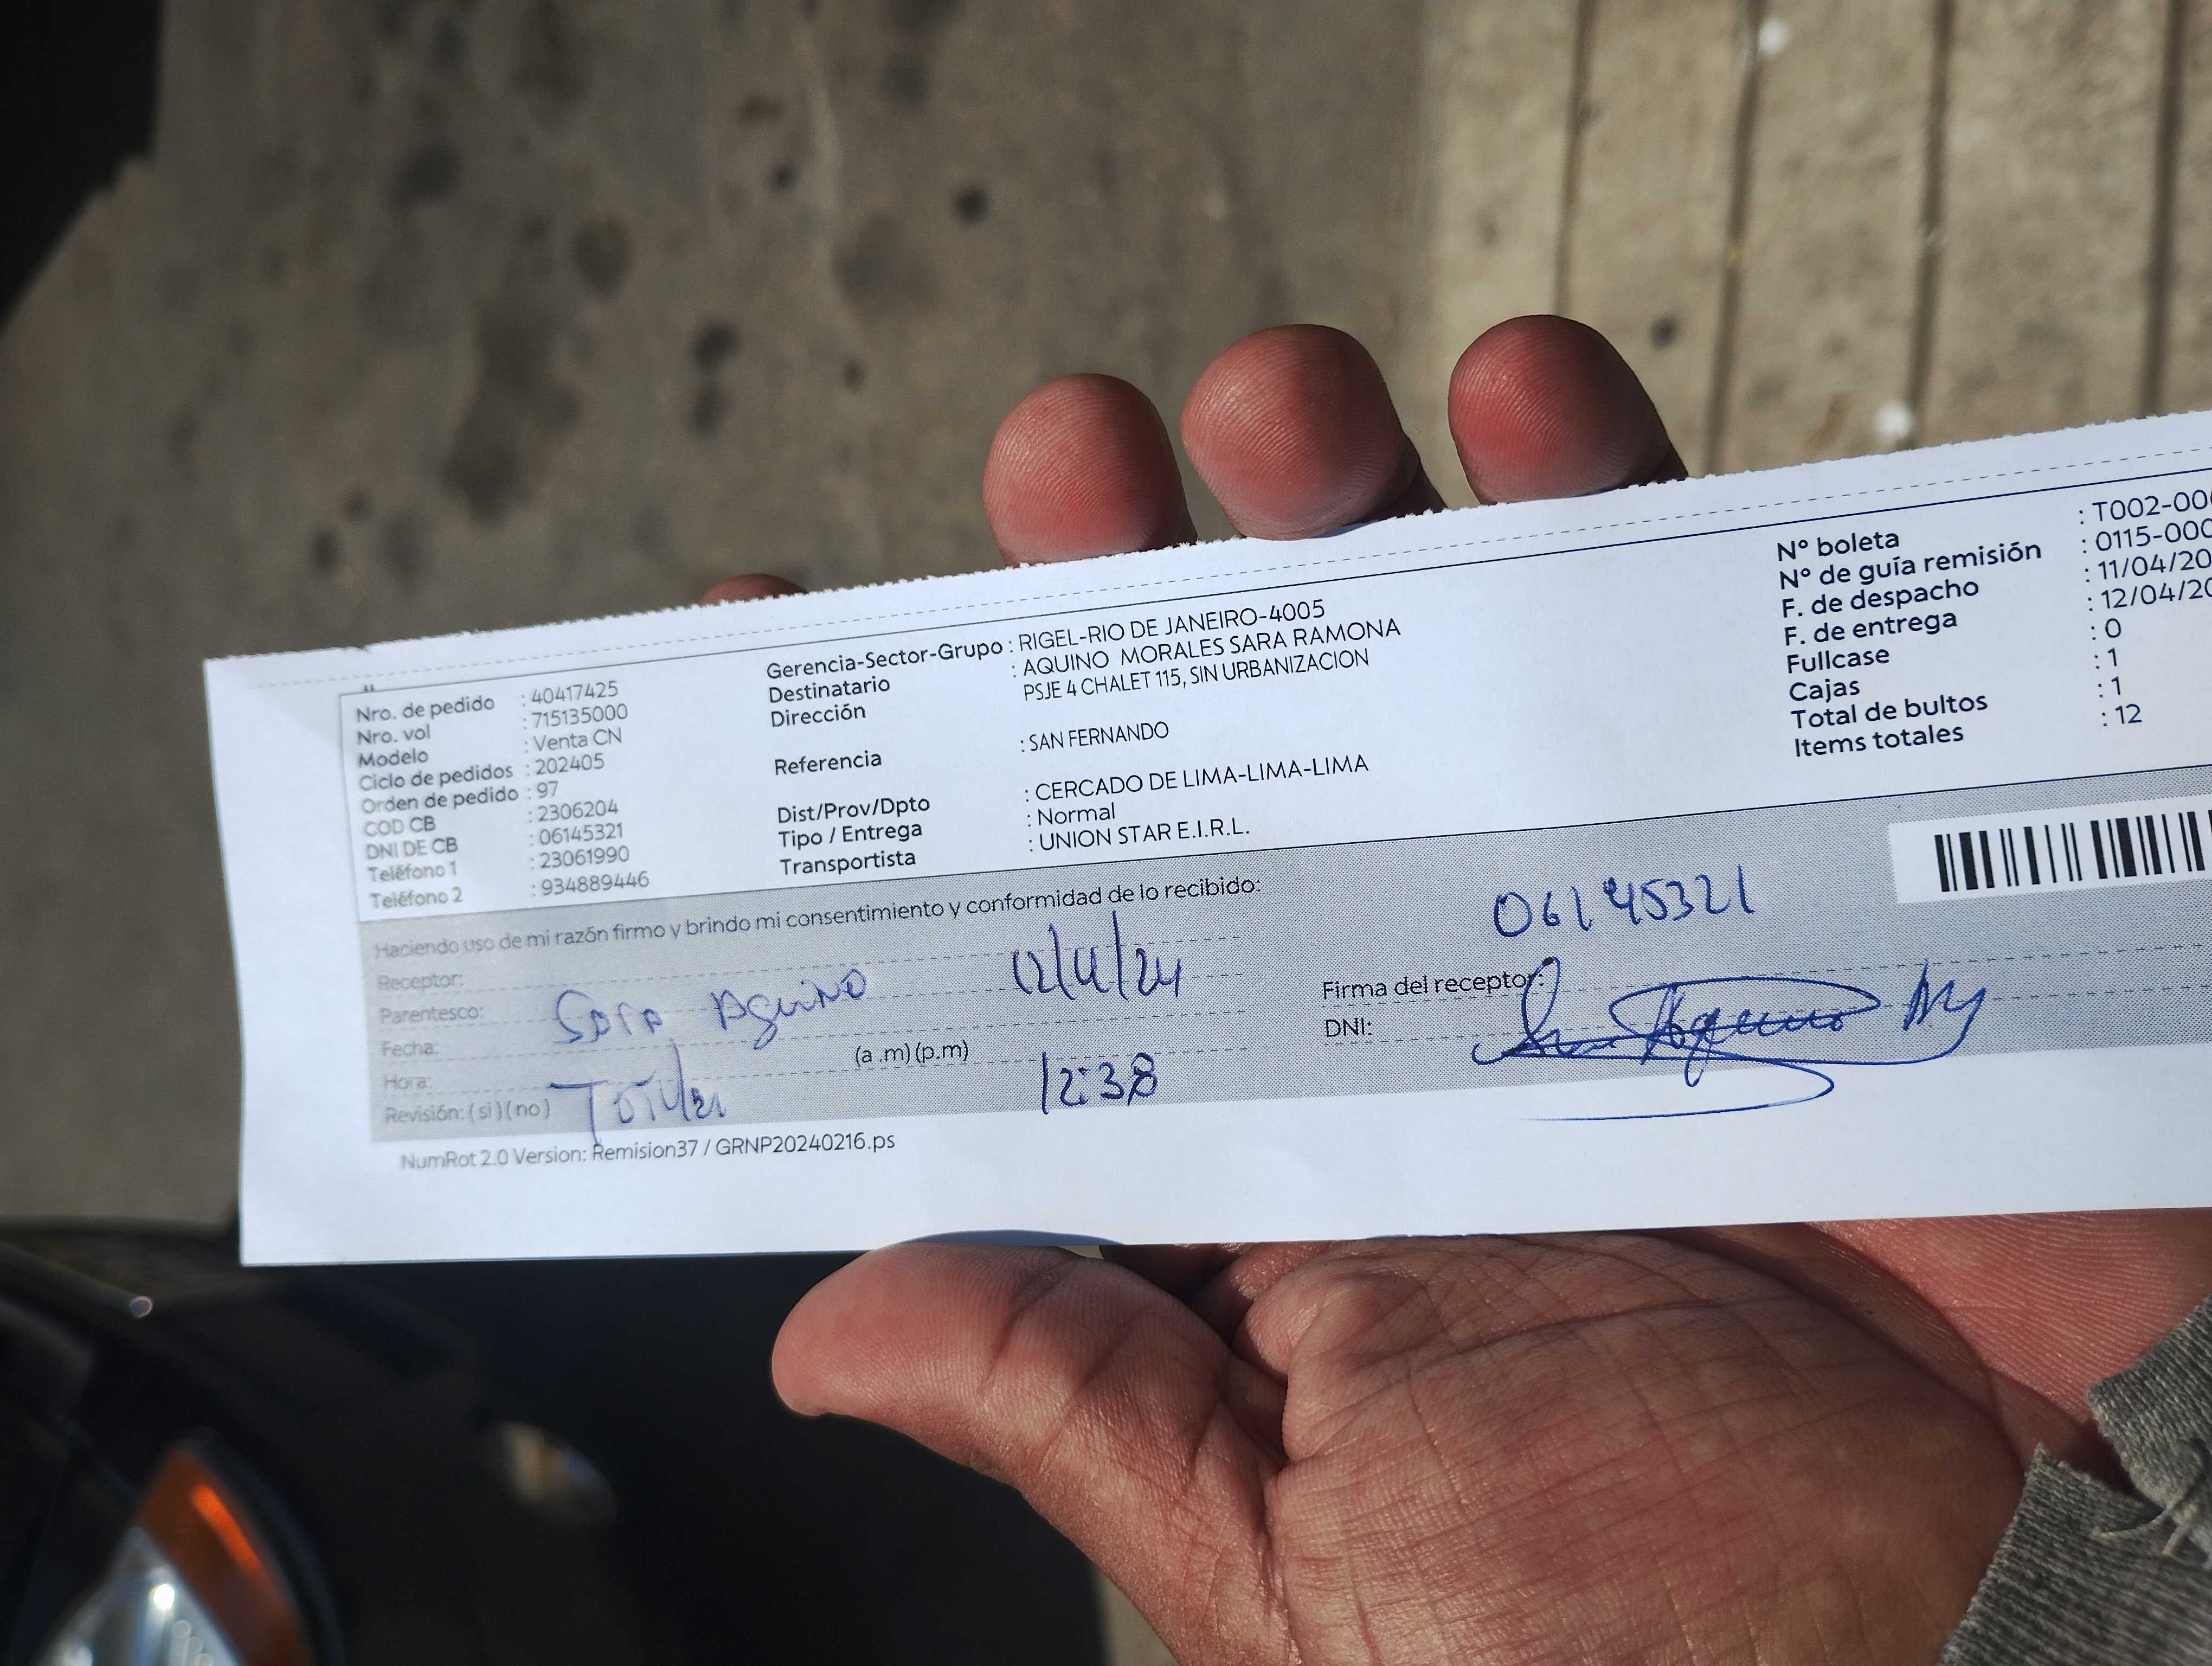 Nro. de pedido : 40417425
Nro. vol : 715135000
Modelo : Venta CN
Ciclo de pedidos : 202405
Orden de pedido : 97
COD CB : 2306204
DNI DE CB : 06145321
Teléfono 1 : 23061990
Teléfono 2 : 934889446
Gerencia-Sector-Grupo : RIGEL-RIO DE JANEIRO-4005
Destinatario : AQUINO MORALES SARA RAMONA
Dirección PSJE 4 CHALET 115, SIN URBANIZACION
Referencia : SAN FERNANDO
Dist/Prov/Dpto : CERCADO DE LIMA-LIMA-LIMA
Tipo / Entrega : Normal
Transportista : UNION STAR E.I.R.L.
N° boleta : T002-00
N° de guía remisión : 0115-000
F. de despacho : 11/04/20
F. de entrega : 12/04/20
Fullcase : 0
Cajas : 1
Total de bultos : 1
Items totales : 12
Haciendo uso de mi razón firmo y brindo mi consentimiento y conformidad de lo recibido:
Receptor:
Parentesco: Sara Aquino 12/4/24
Fecha:
Hora: (a .m) (p.m)
Revisión: ( si ) ( no ) Titular 12:38
06145321
Firma del receptor:
DNI:
NumRot 2.0 Version: Remision37 / GRNP20240216.ps